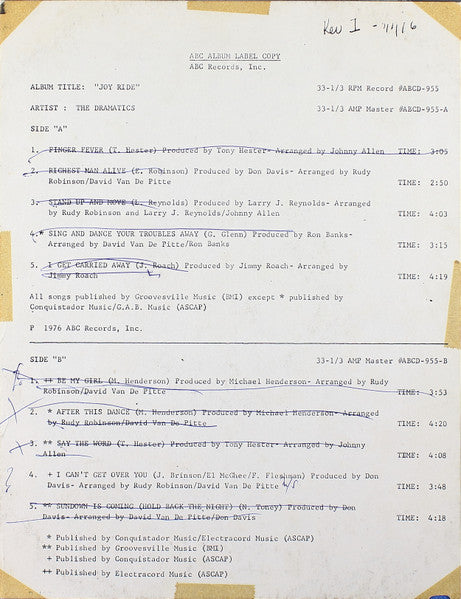 Rev I - 7/7/76
ABC ALBUM LABEL COPY
ABC Records, Inc.
ALBUM TITLE: "JOY RIDE" 33-1/3 RPM Record #ABCD-955
ARTIST : THE DRAMATICS 33-1/3 AMP Master #ABCD-955-A
SIDE "A"
1. FINGER FEVER (T. Hester) Produced by Tony Hester- Arranged by Johnny Allen TIME: 3:05
2. RICHEST MAN ALIVE (E. Robinson) Produced by Don Davis- Arranged by Rudy
Robinson/David Van De Pitte TIME: 2:50
3. STAND UP AND MOVE (L. Reynolds) Produced by Larry J. Reynolds- Arranged
by Rudy Robinson and Larry J. Reynolds/Johnny Allen TIME: 4:03
4.* SING AND DANCE YOUR TROUBLES AWAY (G. Glenn) Produced by Ron Banks-
Arranged by David Van De Pitte/Ron Banks TIME: 3:15
5. I GET CARRIED AWAY (J. Roach) Produced by Jimmy Roach- Arranged by
Jimmy Roach TIME: 4:19
All songs published by Groovesville Music (BMI) except * published by
Conquistador Music/G.A.B. Music (ASCAP)
P 1976 ABC Records, Inc.
SIDE "B" 33-1/3 AMP Master #ABCD-955-B
1. ++ BE MY GIRL (M. Henderson) Produced by Michael Henderson- Arranged by Rudy
Robinson/David Van De Pitte TIME: 3:53
2. * AFTER THIS DANCE (M. Henderson) Produced by Michael Henderson- Arranged
by Rudy Robinson/David Van De Pitte TIME: 4:20
3. ** SAY THE WORD (T. Hester) Produced by Tony Hester- Arranged by Johnny
Allen TIME: 4:08
4. + I CAN'T GET OVER YOU (J. Brinson/El McGhee/F. Fleshman) Produced by Don
Davis- Arranged by Rudy Robinson/David Van De Pitte TIME: 3:48
5. ** SUNDOWN IS COMING (HOLD BACK THE NIGHT) (N. Toney) Produced by Don
Davis- Arranged by David Van De Pitte/Don Davis TIME: 4:18
* Published by Conquistador Music/Electracord Music (ASCAP)
** Published by Groovesville Music (BMI)
+ Published by Conquistador Music (ASCAP)
++ Published by Electracord Music (ASCAP)